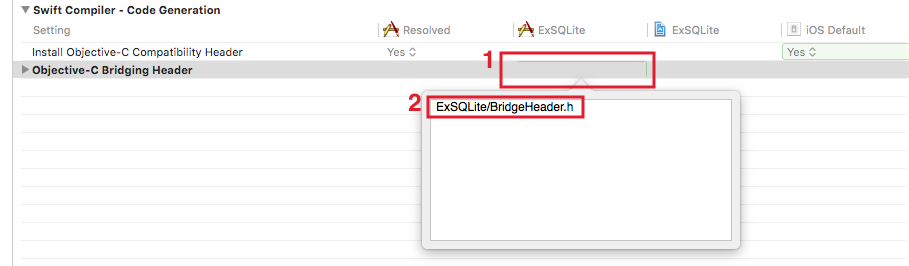 Swift Compiler - Code Generation
Setting Resolved ExSQLite ExSQLite iOS Default
Install Objective-C Compatibility Header Yes Yes
1
Objective-C Bridging Header
2 ExSQLite/BridgeHeader.h